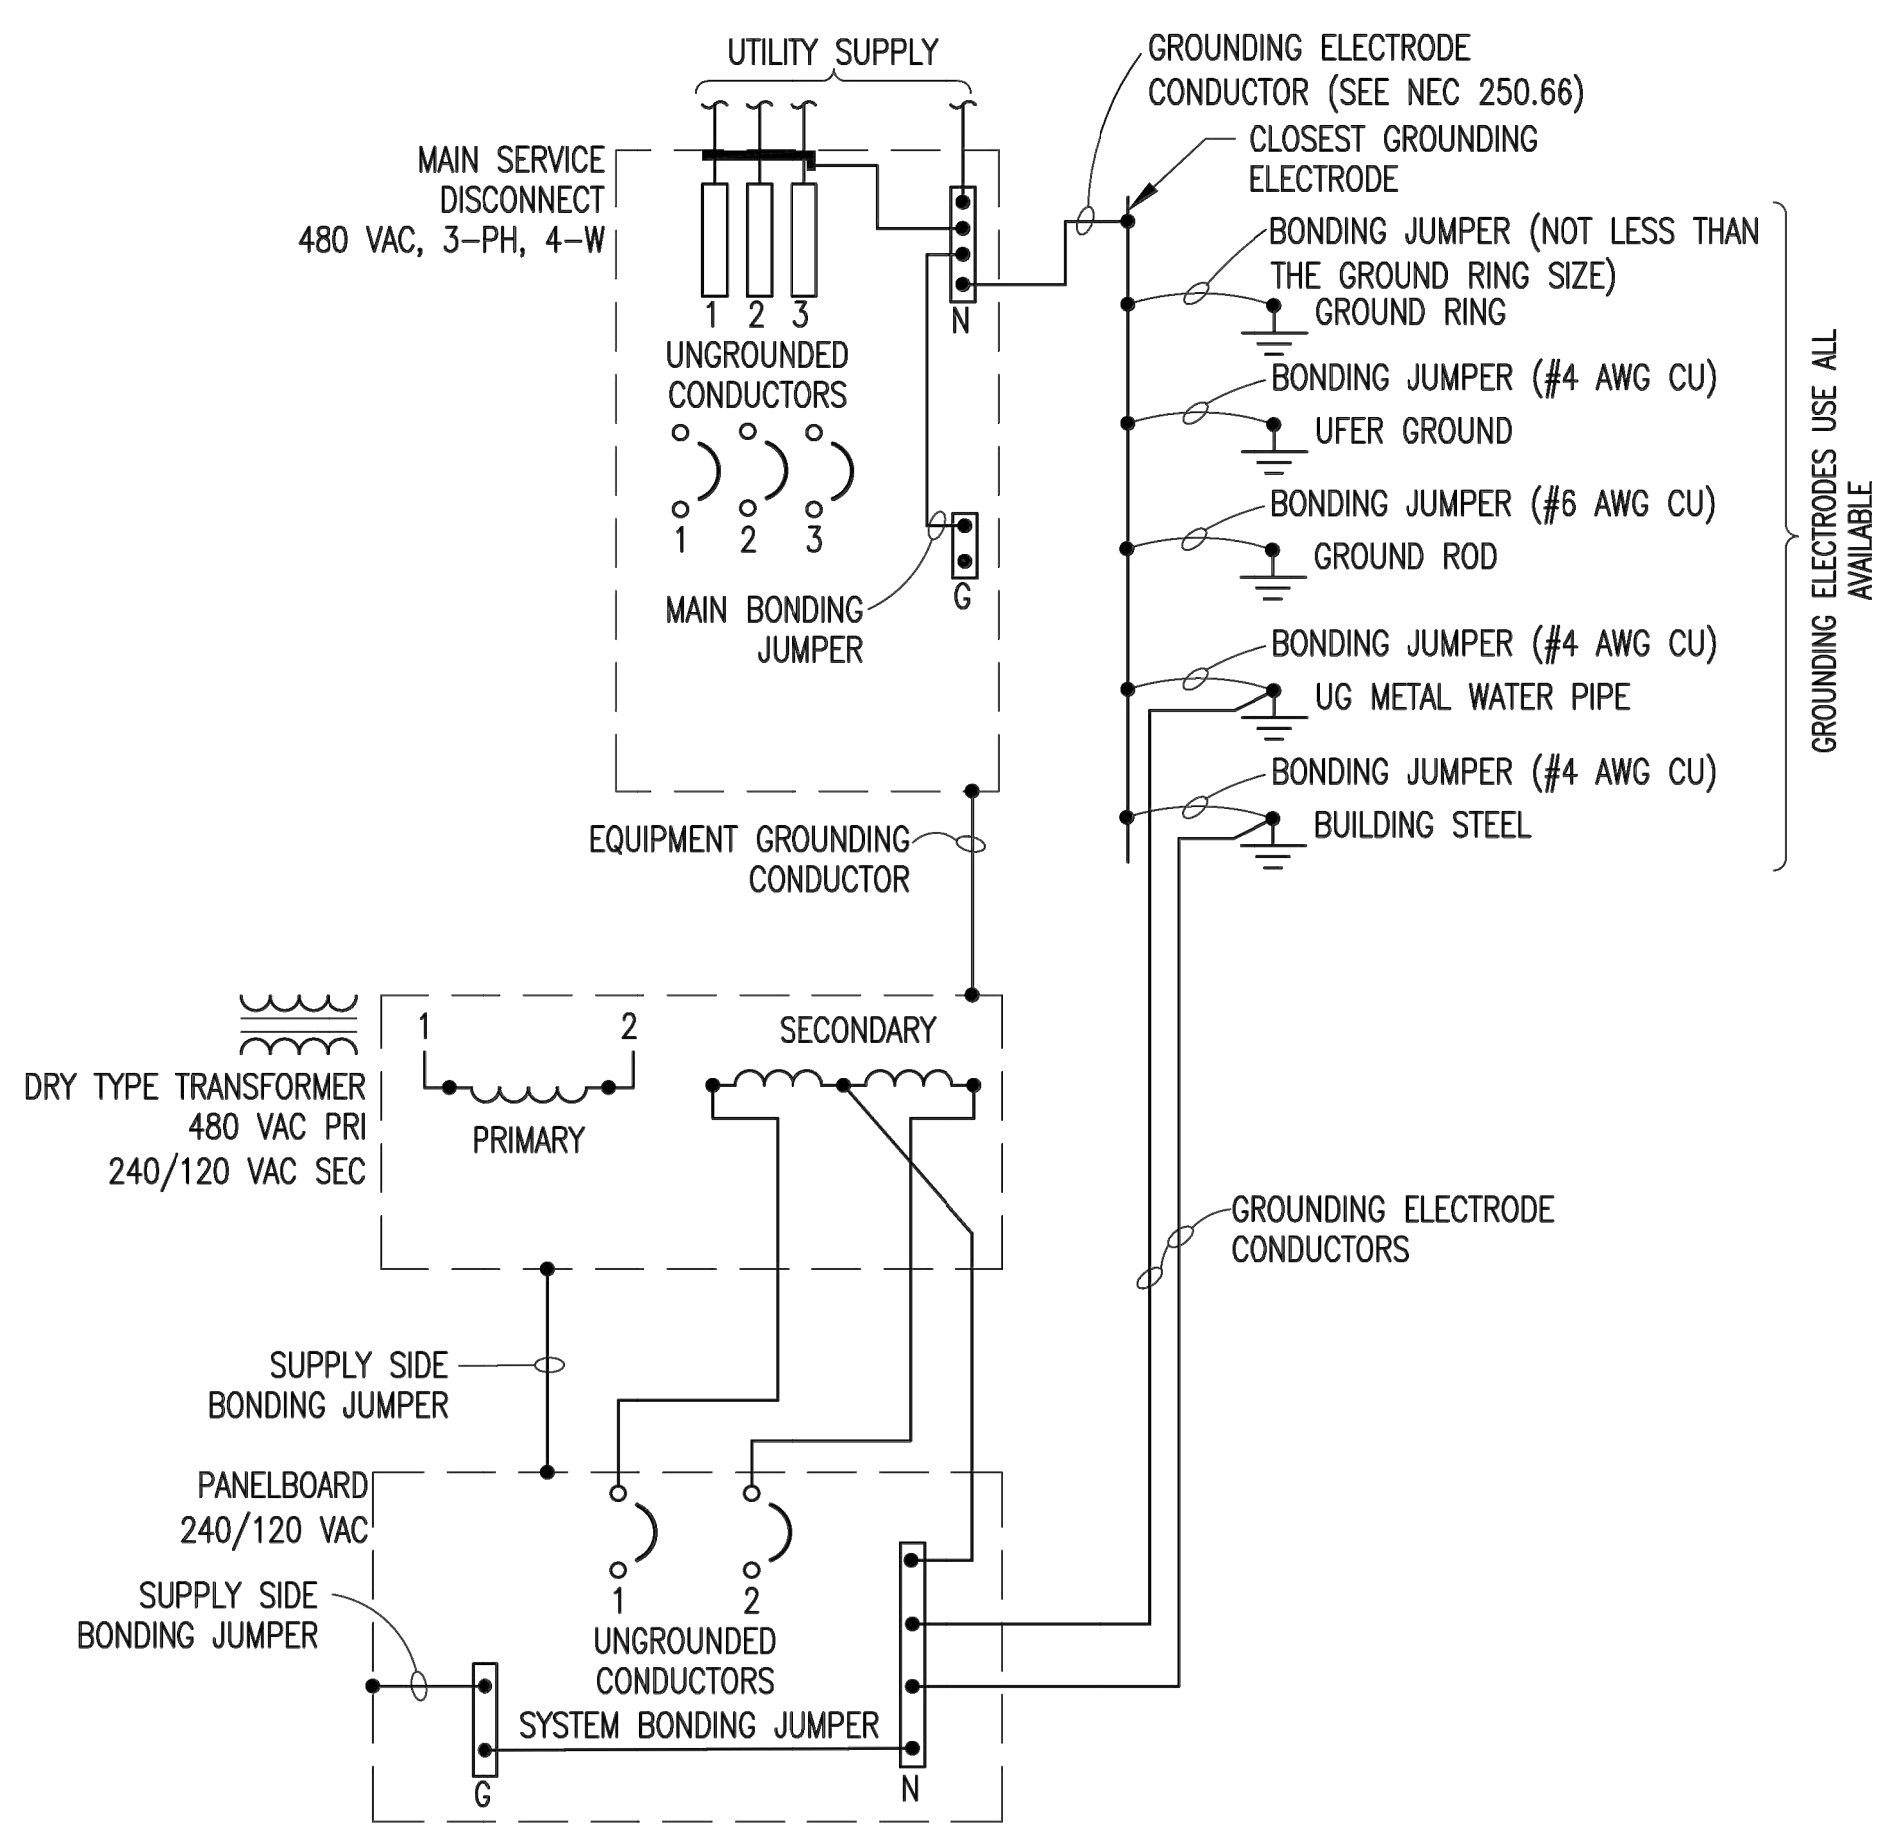 UTILITY SUPPLY
GROUNDING ELECTRODE
CONDUCTOR (SEE NEC 250.66)
CLOSEST GROUNDING
ELECTRODE
MAIN SERVICE
DISCONNECT
480 VAC, 3-PH, 4-W
BONDING JUMPER (NOT LESS THAN
THE GROUND RING SIZE)
GROUND RING
1 2 3
N
UNGROUNDED
CONDUCTORS
BONDING JUMPER (#4 AWG CU)
UFER GROUND
1 2 3
BONDING JUMPER (#6 AWG CU)
GROUND ROD
G
MAIN BONDING
JUMPER
BONDING JUMPER (#4 AWG CU)
UG METAL WATER PIPE
BONDING JUMPER (#4 AWG CU)
BUILDING STEEL
GROUNDING ELECTRODES USE ALL
AVAILABLE
EQUIPMENT GROUNDING
CONDUCTOR
1 2
SECONDARY
DRY TYPE TRANSFORMER
480 VAC PRI
240/120 VAC SEC
PRIMARY
GROUNDING ELECTRODE
CONDUCTORS
SUPPLY SIDE
BONDING JUMPER
PANELBOARD
240/120 VAC
SUPPLY SIDE
BONDING JUMPER
1 2
UNGROUNDED
CONDUCTORS
SYSTEM BONDING JUMPER
G
N